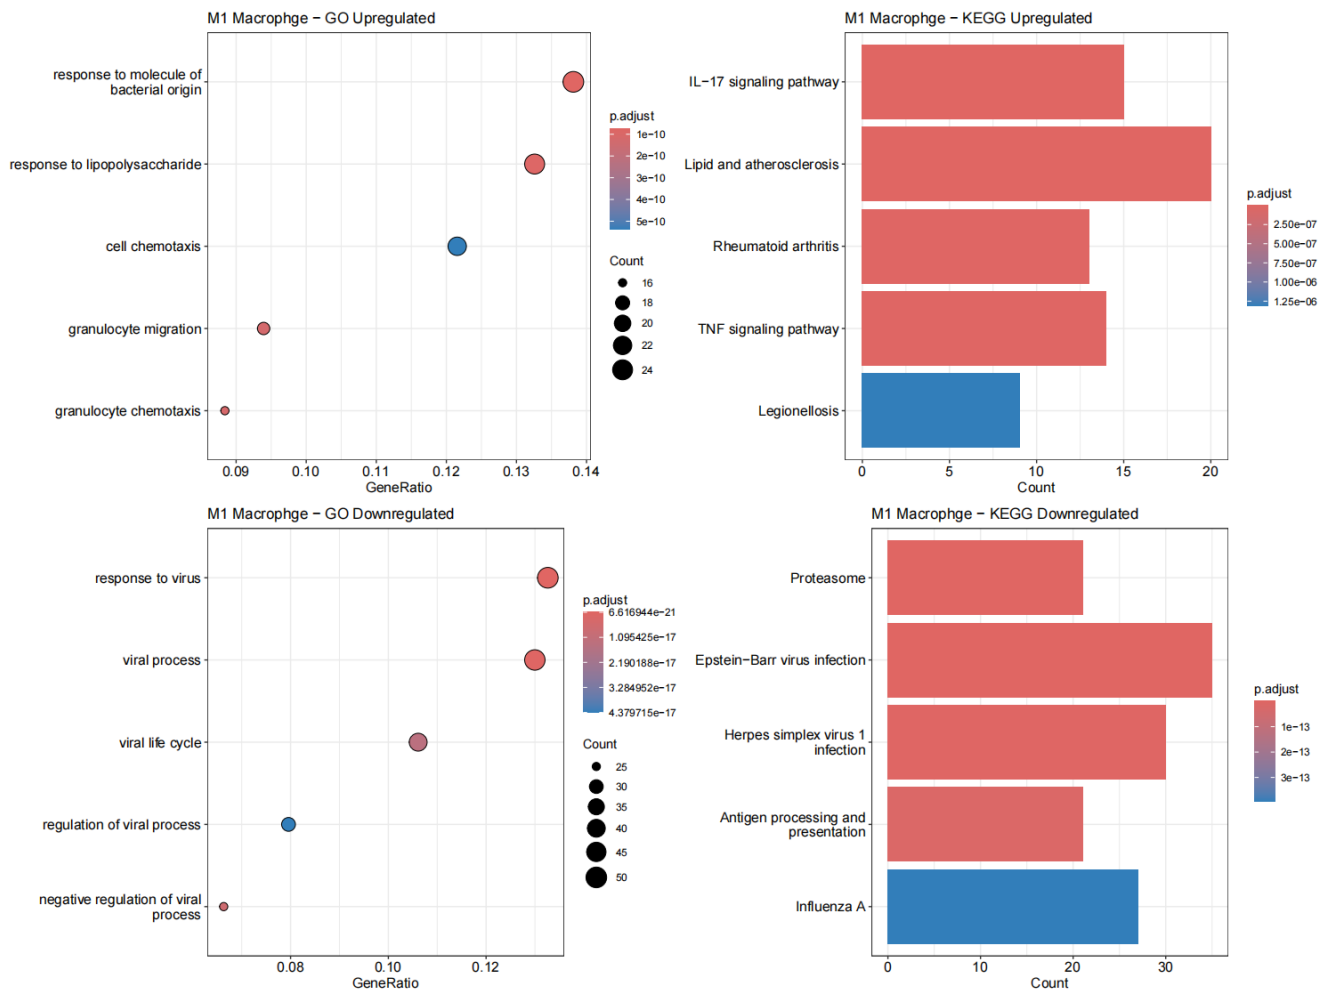 M1 Macrophge − GO Upregulated
response to molecule of
bacterial origin
response to lipopolysaccharide
cell chemotaxis
granulocyte migration
granulocyte chemotaxis
0.09 0.10 0.11 0.12 0.13 0.14
GeneRatio
p.adjust
1e−10
2e−10
3e−10
4e−10
5e−10
Count
16
18
20
22
24
M1 Macrophge − KEGG Upregulated
IL−17 signaling pathway
Lipid and atherosclerosis
Rheumatoid arthritis
TNF signaling pathway
Legionellosis
0 5 10 15 20
Count
p.adjust
2.50e−07
5.00e−07
7.50e−07
1.00e−06
1.25e−06
M1 Macrophge − GO Downregulated
response to virus
viral process
viral life cycle
regulation of viral process
negative regulation of viral
process
0.08 0.10 0.12
GeneRatio
p.adjust
6.616944e−21
1.095425e−17
2.190188e−17
3.284952e−17
4.379715e−17
Count
25
30
35
40
45
50
M1 Macrophge − KEGG Downregulated
Proteasome
Epstein−Barr virus infection
Herpes simplex virus 1
infection
Antigen processing and
presentation
Influenza A
0 10 20 30
Count
p.adjust
1e−13
2e−13
3e−13